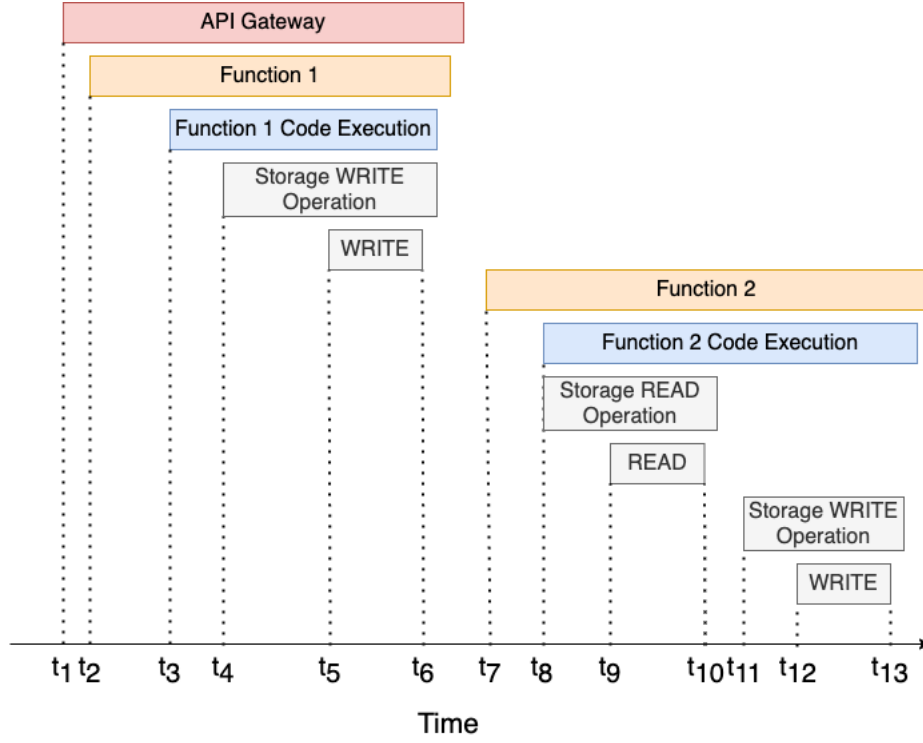 API Gateway
Function 1
Function 1 Code Execution
Storage WRITE
Operation
WRITE
Function 2
Function 2 Code Execution
Storage READ
Operation
READ
Storage WRITE
Operation
WRITE
t1 t2 t3 t4 t5 t6 t7 t8 t9 t10 t11 t12 t13
Time